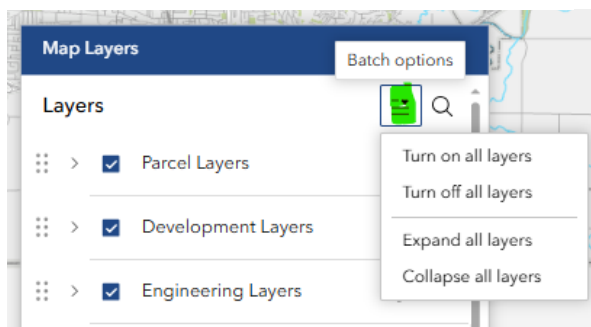 Map Layers
Batch options
Layers
Parcel Layers
Development Layers
Engineering Layers
Turn on all layers
Turn off all layers
Expand all layers
Collapse all layers